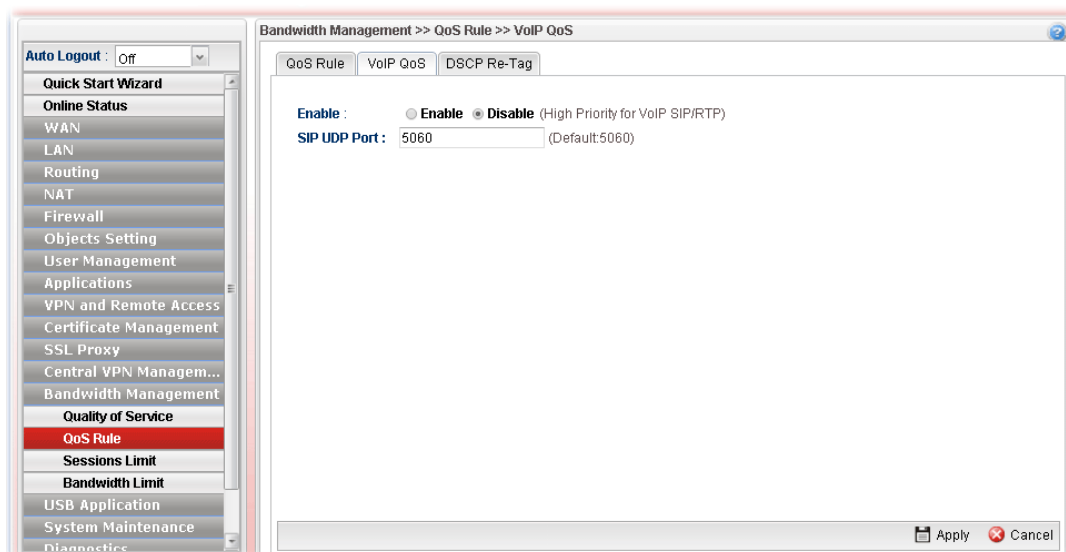 Bandwidth Management >> QoS Rule >> VoIP QoS
Auto Logout : Off
Quick Start Wizard
Online Status
WAN
LAN
Routing
NAT
Firewall
Objects Setting
User Management
Applications
VPN and Remote Access
Certificate Management
SSL Proxy
Central VPN Managem...
Bandwidth Management
Quality of Service
QoS Rule
Sessions Limit
Bandwidth Limit
USB Application
System Maintenance
Diagnostics
QoS Rule VoIP QoS DSCP Re-Tag
Enable : Enable Disable (High Priority for VoIP SIP/RTP)
SIP UDP Port : 5060 (Default:5060)
Apply Cancel